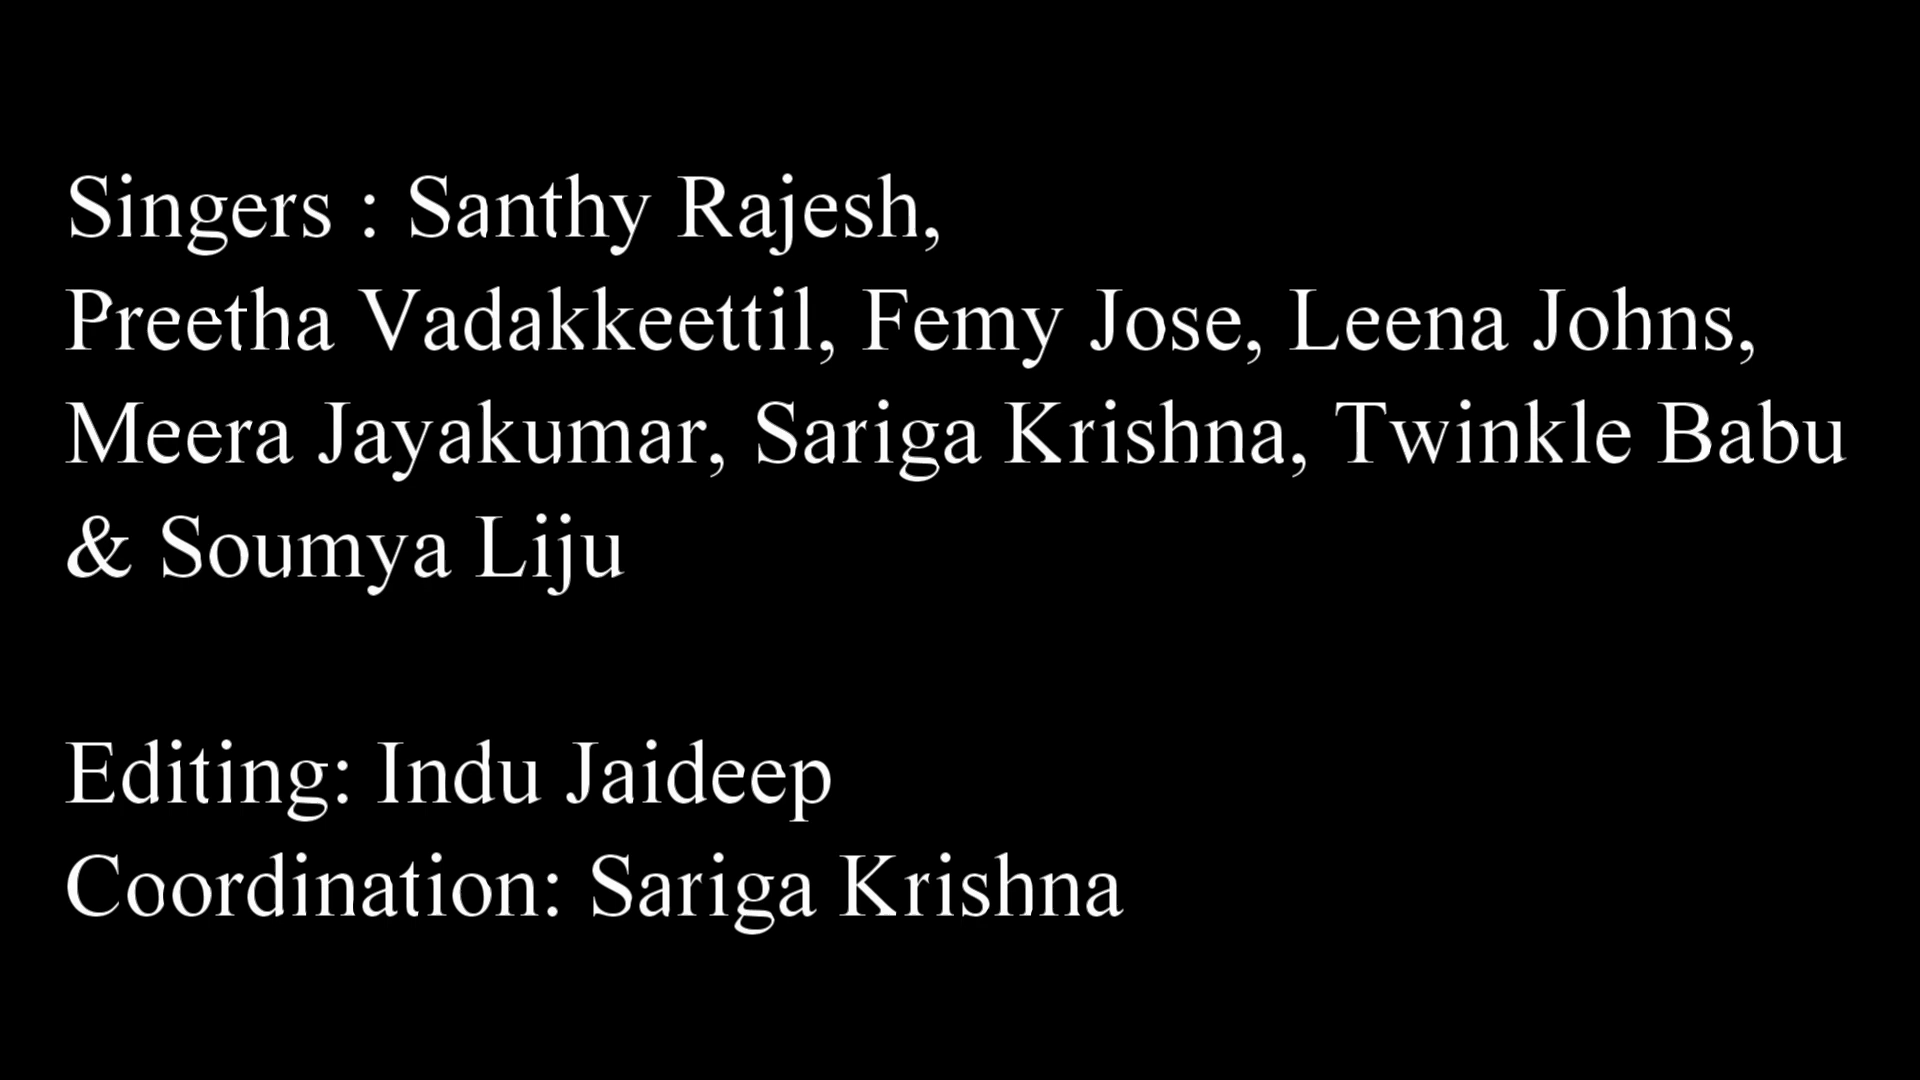 Singers : Santhy Rajesh,
Preetha Vadakkeettil, Femy Jose, Leena Johns,
Meera Jayakumar, Sariga Krishna, Twinkle Babu
& Soumya Liju
Editing: Indu Jaideep
Coordination: Sariga Krishna